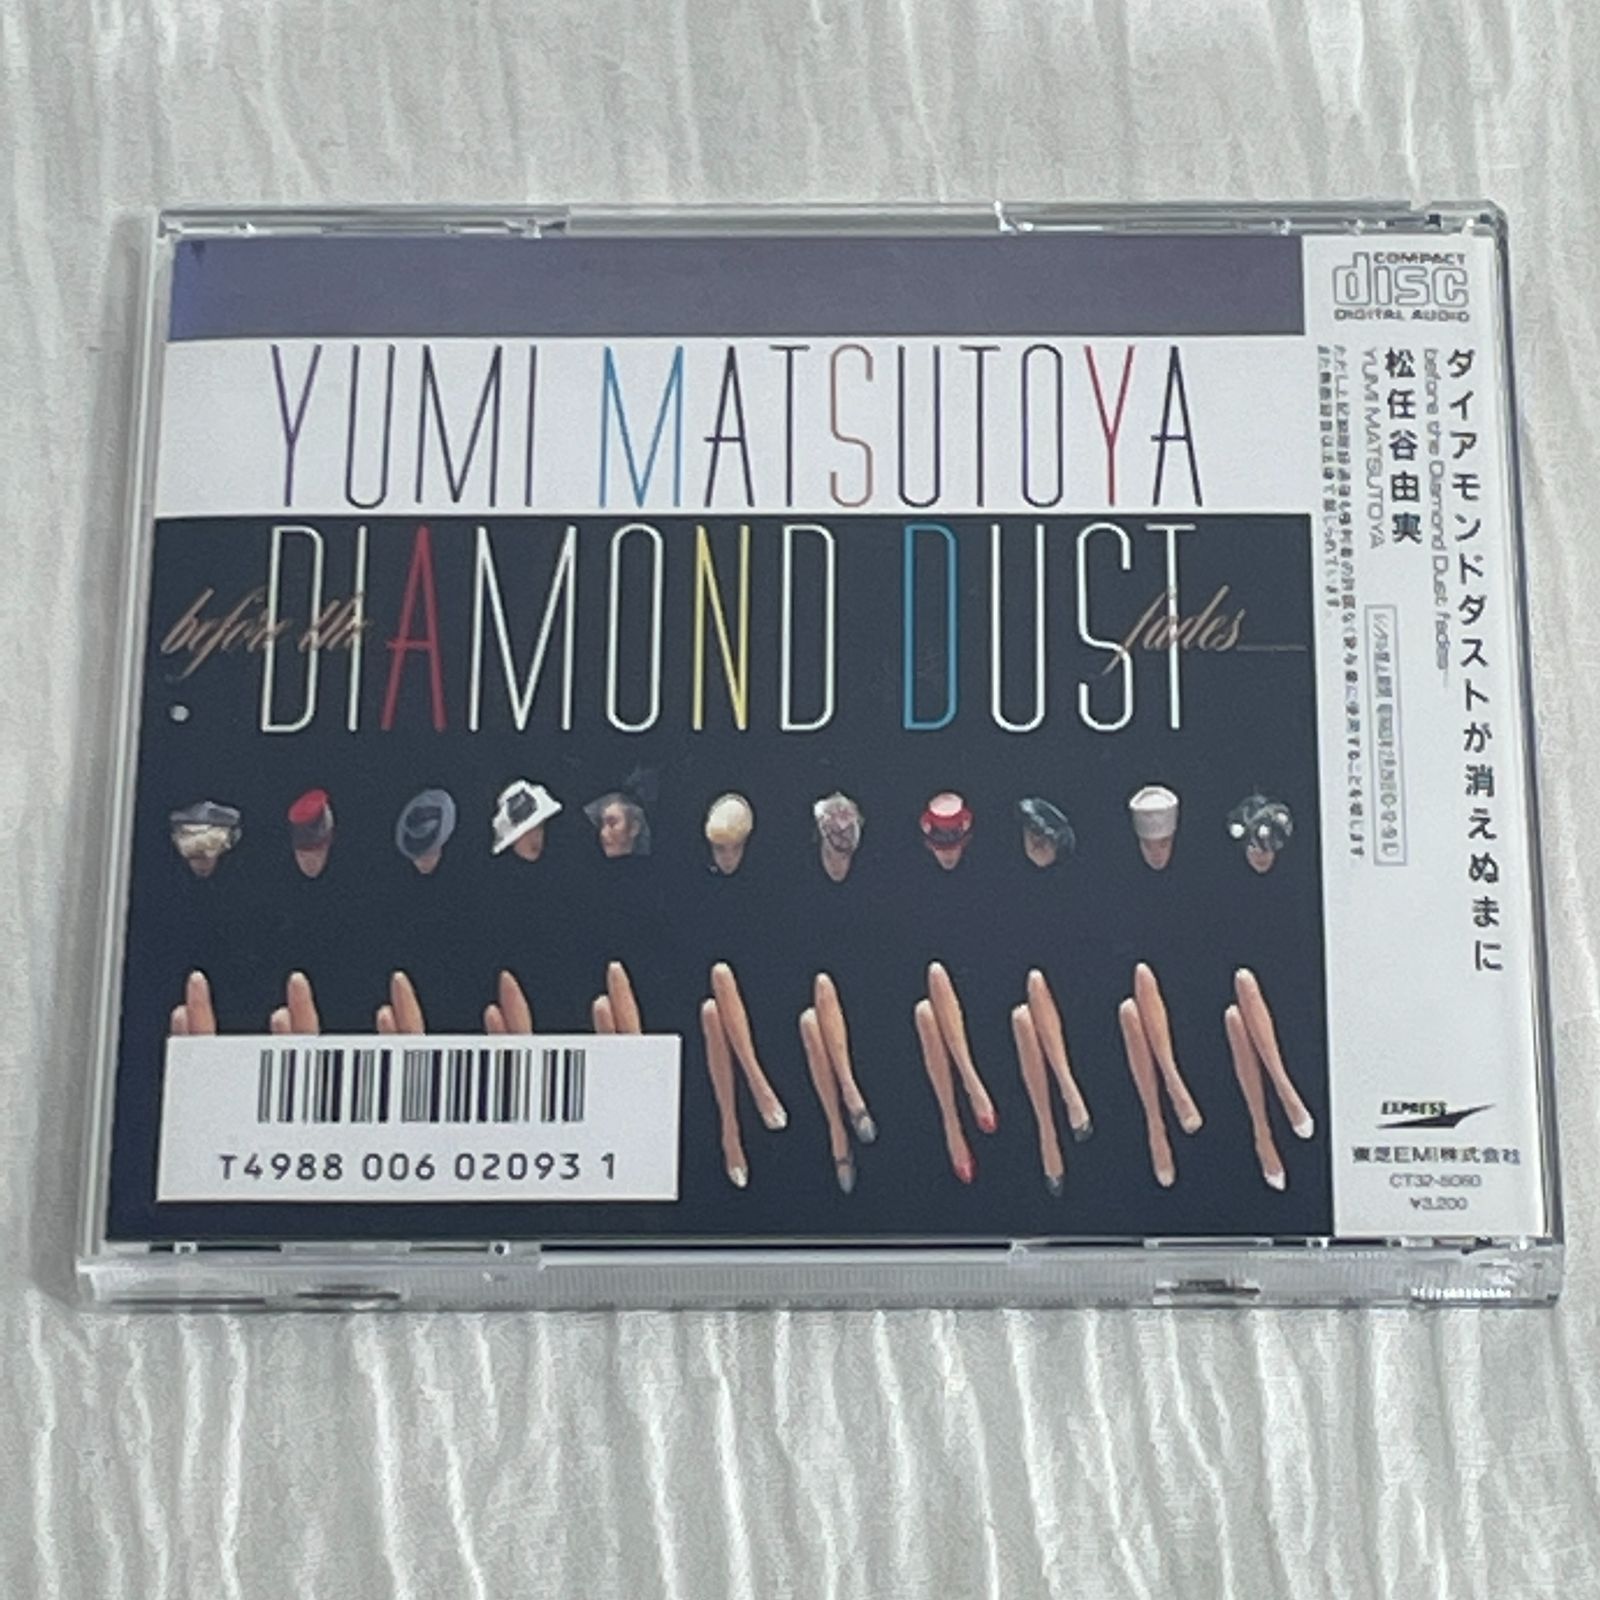 YUMI MATSUTOYA
before the DIAMOND DUST fades
T4988 006 02093 1
COMPACT
disc
DIGITAL AUDIO
ダイアモンドダストが消えぬまに
before the Diamond Dust fades
松任谷由実
YUMI MATSUTOYA
EXPRESS
東芝EMI株式会社
CT32-5060
¥3,200